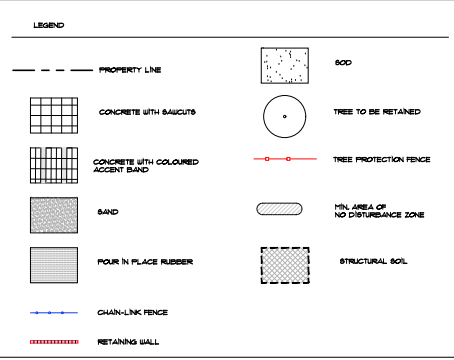 LEGEND
PROPERTY LINE
CONCRETE WITH SAWCUTS
CONCRETE WITH COLOURED
ACCENT BAND
SAND
POUR IN PLACE RUBBER
CHAIN-LINK FENCE
RETAINING WALL
SOD
TREE TO BE RETAINED
TREE PROTECTION FENCE
MIN. AREA OF
NO DISTURBANCE ZONE
STRUCTURAL SOIL